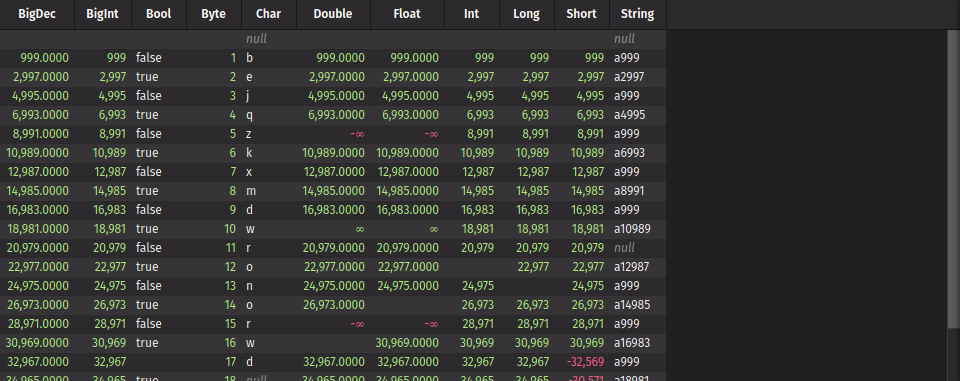 BigDec BigInt Bool Byte Char Double Float Int Long Short String
null null
999.0000 999 false 1 b 999.0000 999.0000 999 999 999 a999
2,997.0000 2,997 true 2 e 2,997.0000 2,997.0000 2,997 2,997 2,997 a2997
4,995.0000 4,995 false 3 j 4,995.0000 4,995.0000 4,995 4,995 4,995 a999
6,993.0000 6,993 true 4 q 6,993.0000 6,993.0000 6,993 6,993 6,993 a4995
8,991.0000 8,991 false 5 z -∞ -∞ 8,991 8,991 8,991 a999
10,989.0000 10,989 true 6 k 10,989.0000 10,989.0000 10,989 10,989 10,989 a6993
12,987.0000 12,987 false 7 x 12,987.0000 12,987.0000 12,987 12,987 12,987 a999
14,985.0000 14,985 true 8 m 14,985.0000 14,985.0000 14,985 14,985 14,985 a8991
16,983.0000 16,983 false 9 d 16,983.0000 16,983.0000 16,983 16,983 16,983 a999
18,981.0000 18,981 true 10 w ∞ ∞ 18,981 18,981 18,981 a10989
20,979.0000 20,979 false 11 r 20,979.0000 20,979.0000 20,979 20,979 20,979 null
22,977.0000 22,977 true 12 o 22,977.0000 22,977.0000 22,977 22,977 a12987
24,975.0000 24,975 false 13 n 24,975.0000 24,975.0000 24,975 24,975 a999
26,973.0000 26,973 true 14 o 26,973.0000 26,973 26,973 26,973 a14985
28,971.0000 28,971 false 15 r -∞ -∞ 28,971 28,971 28,971 a999
30,969.0000 30,969 true 16 w 30,969.0000 30,969 30,969 30,969 a16983
32,967.0000 32,967 17 d 32,967.0000 32,967.0000 32,967 32,967 -32,569 a999
34,965.0000 34,965 true 18 null 34,965.0000 34,965.0000 34,965 34,965 -30,571 a18981